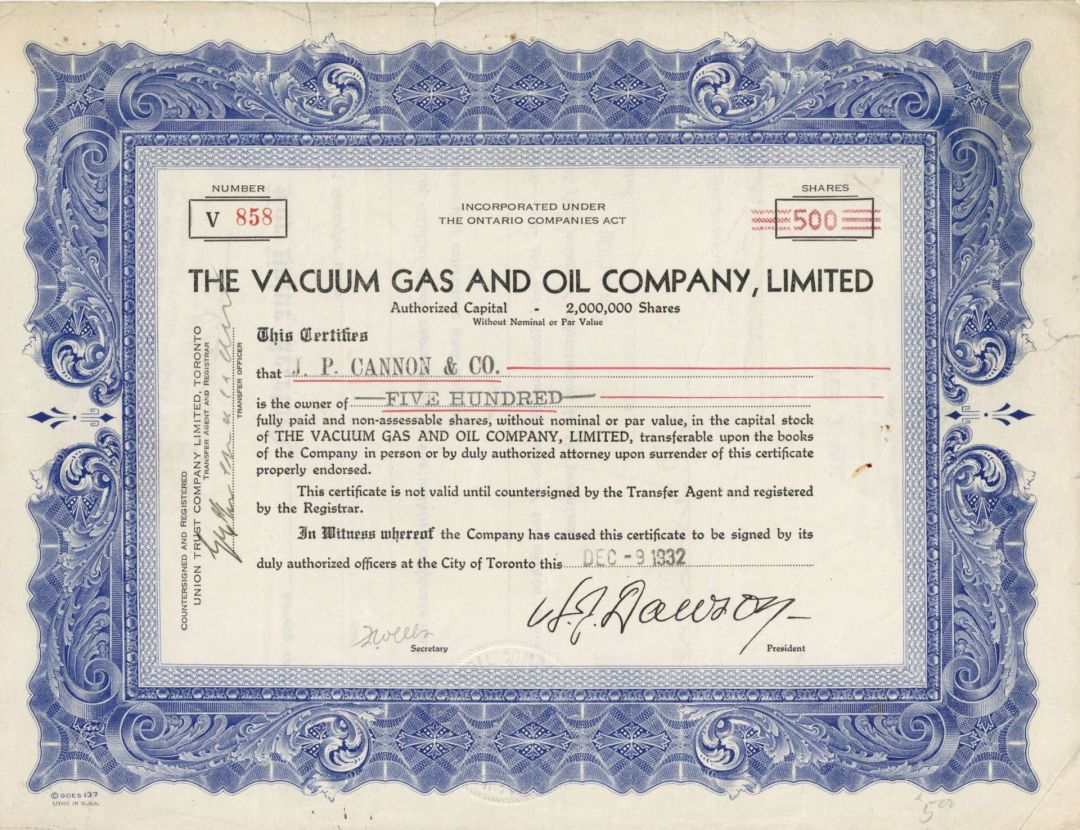 NUMBER
V 858
SHARES
500
INCORPORATED UNDER
THE ONTARIO COMPANIES ACT
THE VACUUM GAS AND OIL COMPANY, LIMITED
Authorized Capital - 2,000,000 Shares
Without Nominal or Par Value
This Certifies
that J. P. CANNON & CO.
is the owner of FIVE HUNDRED
fully paid and non-assessable shares, without nominal or par value, in the capital stock
of THE VACUUM GAS AND OIL COMPANY, LIMITED, transferable upon the books
of the Company in person or by duly authorized attorney upon surrender of this certificate
properly endorsed.
This certificate is not valid until countersigned by the Transfer Agent and registered
by the Registrar.
In Witness whereof the Company has caused this certificate to be signed by its
duly authorized officers at the City of Toronto this DEC -9 1932
Dawson
Secretary
President
COUNTERSIGNED AND REGISTERED
UNION TRUST COMPANY LIMITED, TORONTO
TRANSFER AGENT AND REGISTRAR
TRANSFER OFFICER
© GOES 137
LITHO IN U.S.A.